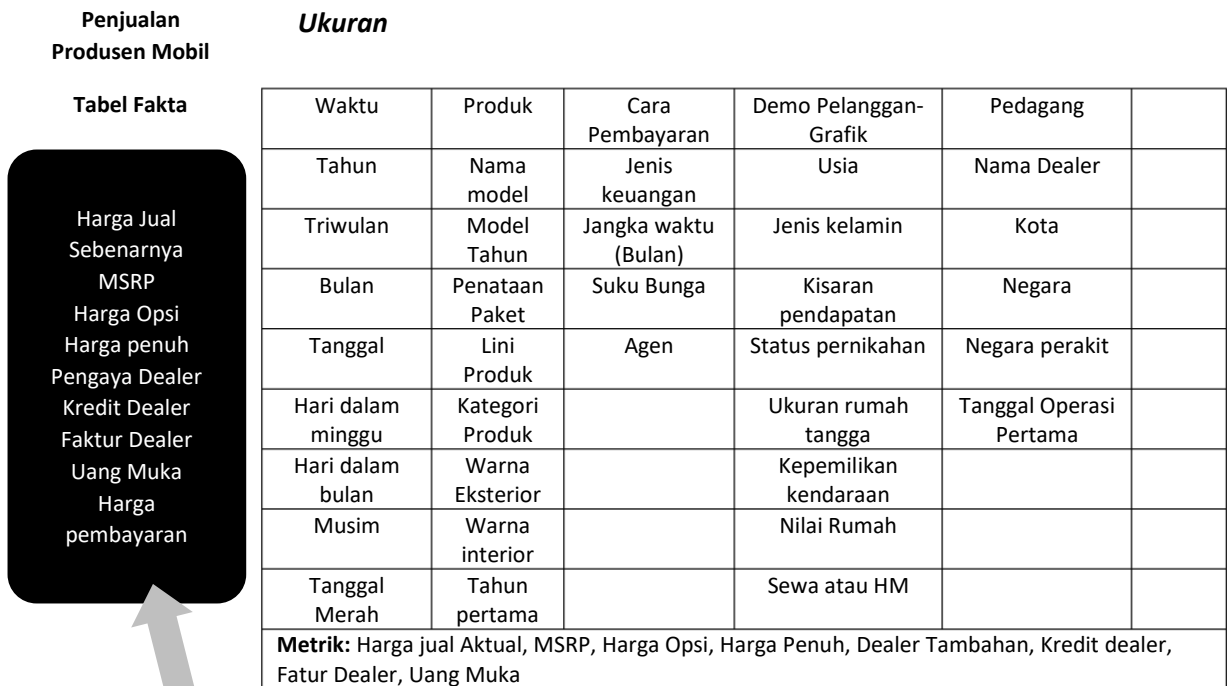 Penjualan
Produsen Mobil
Ukuran
Tabel Fakta
Harga Jual
Sebenarnya
MSRP
Harga Opsi
Harga penuh
Pengaya Dealer
Kredit Dealer
Faktur Dealer
Uang Muka
Harga
pembayaran
Waktu Produk Cara Pembayaran Demo Pelanggan-Grafik Pedagang
Tahun Nama model Jenis keuangan Usia Nama Dealer
Triwulan Model Tahun Jangka waktu (Bulan) Jenis kelamin Kota
Bulan Penataan Paket Suku Bunga Kisaran pendapatan Negara
Tanggal Lini Produk Agen Status pernikahan Negara perakit
Hari dalam minggu Kategori Produk Ukuran rumah tangga Tanggal Operasi Pertama
Hari dalam bulan Warna Eksterior Kepemilikan kendaraan
Musim Warna interior Nilai Rumah
Tanggal Merah Tahun pertama Sewa atau HM
Metrik: Harga jual Aktual, MSRP, Harga Opsi, Harga Penuh, Dealer Tambahan, Kredit dealer,
Fatur Dealer, Uang Muka